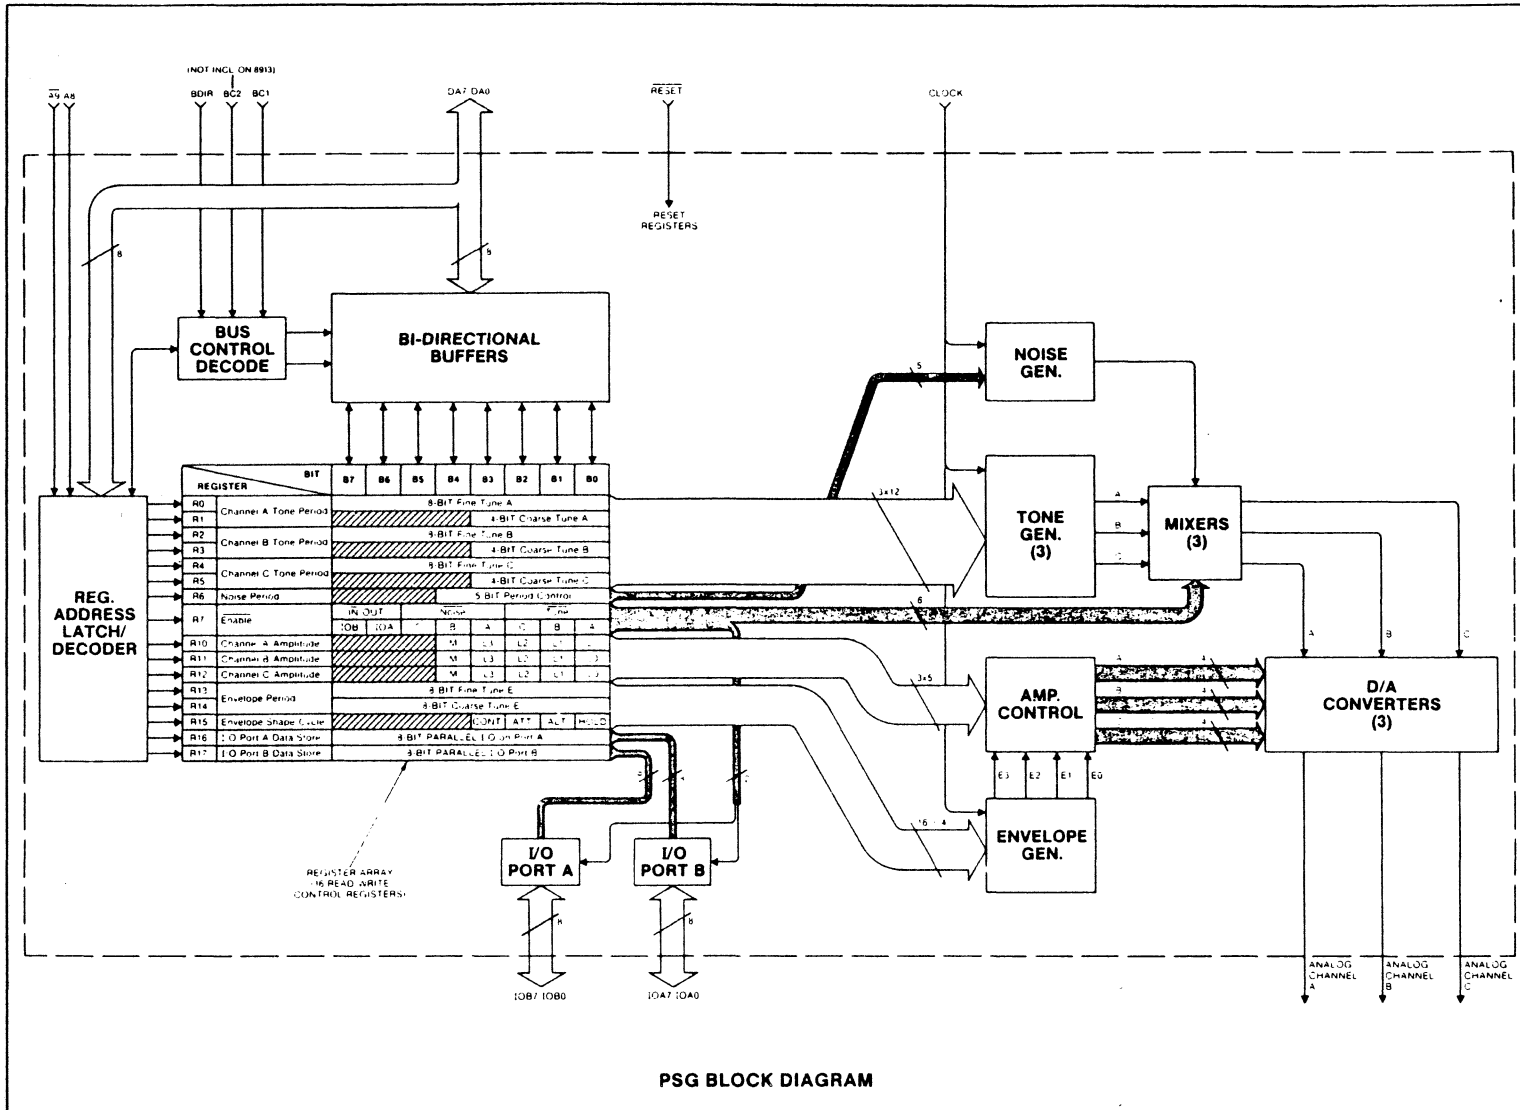 (NOT INCL ON 8913)
A9 A8 BDIR BC2 BC1 DA7 DA0 RESET CLOCK
8
RESET
REGISTERS
8
BUS
CONTROL
DECODE
BI-DIRECTIONAL
BUFFERS
NOISE
GEN.
5
BIT
REGISTER
B7 B6 B5 B4 B3 B2 B1 B0
R0 Channel A Tone Period 8-BIT Fine Tune A
R1 4-BIT Coarse Tune A
R2 Channel B Tone Period 8-BIT Fine Tune B
R3 4-BIT Coarse Tune B
R4 Channel C Tone Period 8-BIT Fine Tune C
R5 4-BIT Coarse Tune C
R6 Noise Period 5 BIT Period Control
R7 Enable IN OUT Noise Tune
IOB IOA C B A C B A
R10 Channel A Amplitude M L3 L2 L1
R11 Channel B Amplitude M L3 L2 L1
R12 Channel C Amplitude M L3 L2 L1
R13 Envelope Period 8 BIT Fine Tune E
R14 8-BIT Coarse Tune E
R15 Envelope Shape Cycle CONT ATT ALT HOLD
R16 I O Port A Data Store 8-BIT PARALLEL I O on Port A
R17 I O Port B Data Store 8-BIT PARALLEL I O Port B
REG.
ADDRESS
LATCH/
DECODER
3x12
TONE
GEN.
(3)
A
B
C
MIXERS
(3)
6
A B C
3x5
AMP.
CONTROL
A 4
B 4
4
D/A
CONVERTERS
(3)
E3 E2 E1 E0
16 4
ENVELOPE
GEN.
I/O
PORT A
I/O
PORT B
REGISTER ARRAY
(16 READ WRITE
CONTROL REGISTERS)
8
8
IOB7 IOB0
IOA7 IOA0
ANALOG
CHANNEL
A
ANALOG
CHANNEL
B
ANALOG
CHANNEL
C
PSG BLOCK DIAGRAM